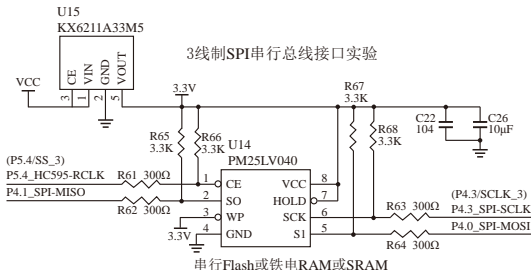 U15
KX6211A33M5
CE
VIN
GND
VOUT
3
1
2
5
VCC
3线制SPI串行总线接口实验
3.3V
R65
3.3K
R66
3.3K
R67
3.3K
R68
3.3K
C22
104
C26
10μF
U14
PM25LV040
(P5.4/SS_3)
P5.4_HC595-RCLK
R61 300Ω
P4.1_SPI-MISO
R62 300Ω
3.3V
1
2
3
4
CE
SO
WP
GND
VCC
HOLD
SCK
S1
8
7
6
5
(P4.3/SCLK_3)
R63 300Ω
P4.3_SPI-SCLK
P4.0_SPI-MOSI
R64 300Ω
串行Flash或铁电RAM或SRAM